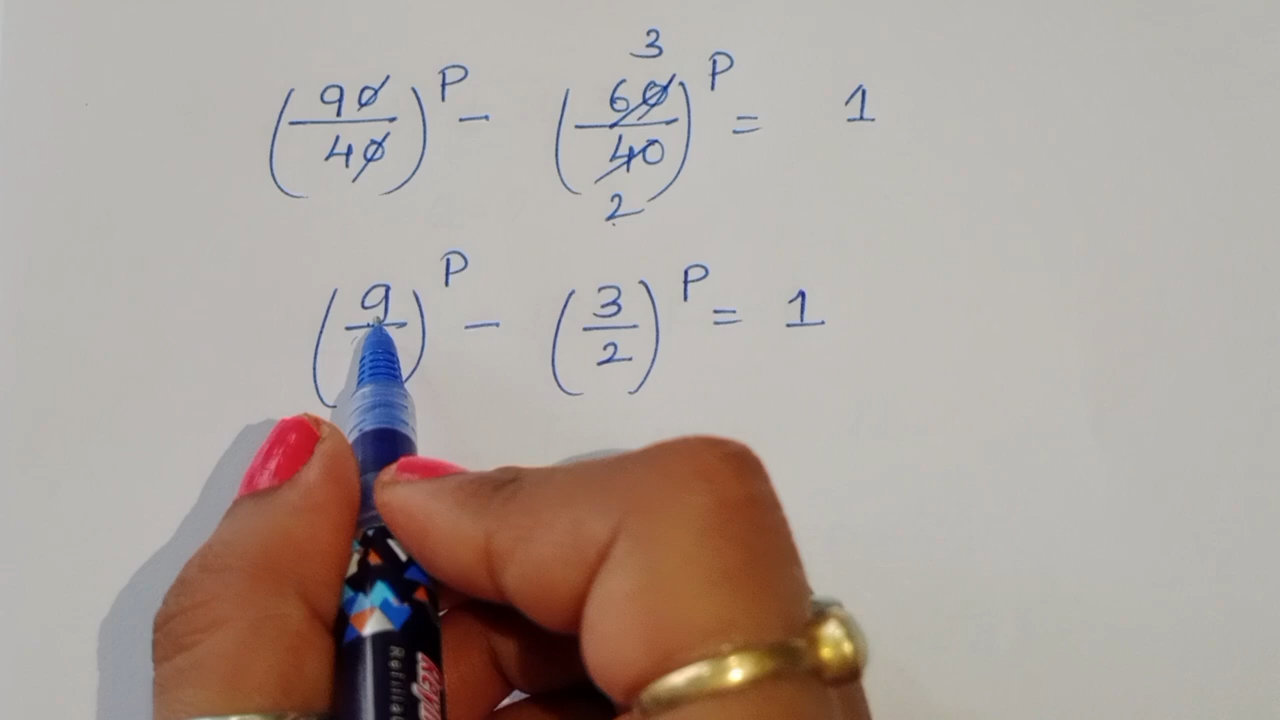 3
(90/40)^P - (60/40)^P = 1
2
(9/ )^P - (3/2)^P = 1